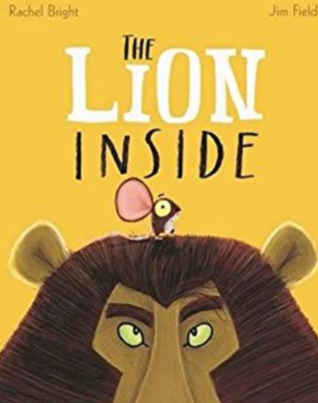 Rachel Bright
Jim Field
THE
LION
INSIDE